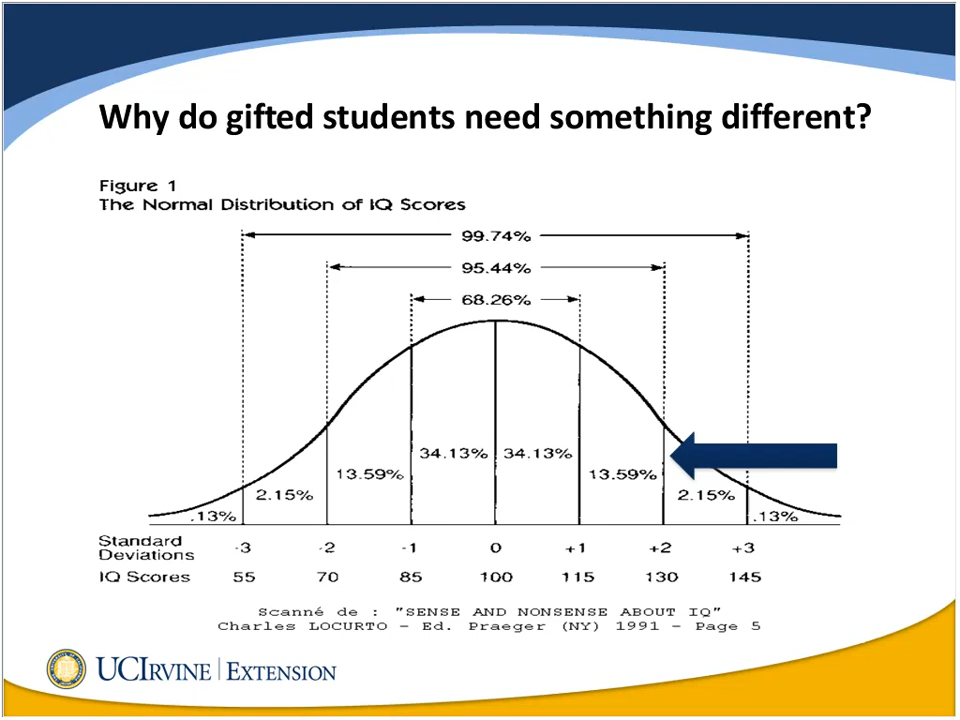 Why do gifted students need something different?
Figure 1
The Normal Distribution of IQ Scores
99.74%
95.44%
68.26%
34.13% 34.13%
13.59% 13.59%
2.15% 2.15%
.13% .13%
Standard
Deviations -3 -2 -1 0 +1 +2 +3
IQ Scores 55 70 85 100 115 130 145
Scanné de : "SENSE AND NONSENSE ABOUT IQ"
Charles LOCURTO – Ed. Praeger (NY) 1991 – Page 5
UCIRVINE | EXTENSION